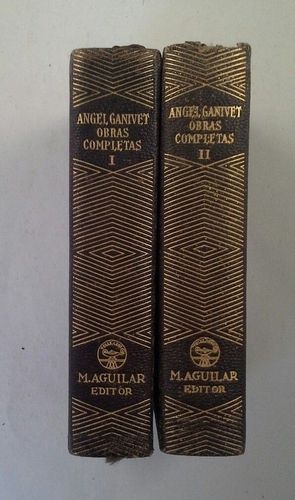 ANGEL GANIVET
OBRAS
COMPLETAS
I
M. AGUILAR
EDITOR
ANGEL GANIVET
OBRAS
COMPLETAS
II
M. AGUILAR
EDITOR